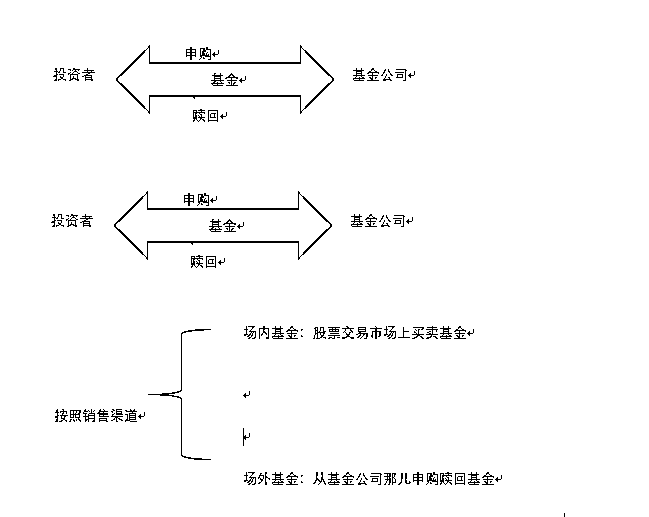 申购
投资者 基金 基金公司
赎回
申购
投资者 基金 基金公司
赎回
场内基金：股票交易市场上买卖基金
按照销售渠道
场外基金：从基金公司那儿申购赎回基金